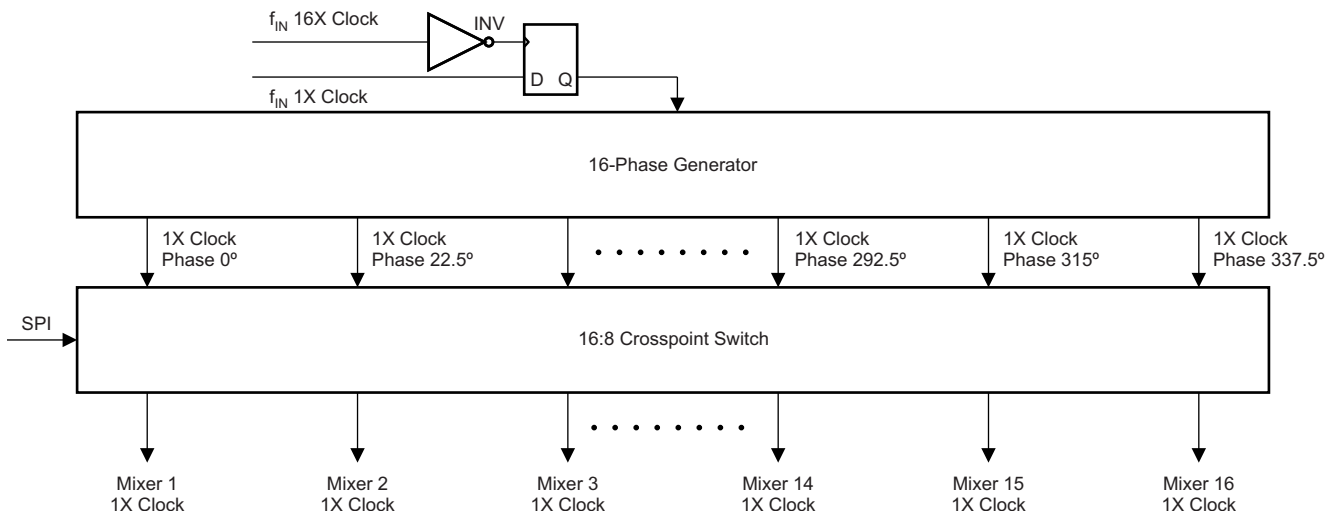 f_IN 16X Clock
INV
D Q
f_IN 1X Clock
16-Phase Generator
1X Clock
Phase 0º
1X Clock
Phase 22.5º
1X Clock
Phase 292.5º
1X Clock
Phase 315º
1X Clock
Phase 337.5º
SPI
16:8 Crosspoint Switch
Mixer 1
1X Clock
Mixer 2
1X Clock
Mixer 3
1X Clock
Mixer 14
1X Clock
Mixer 15
1X Clock
Mixer 16
1X Clock